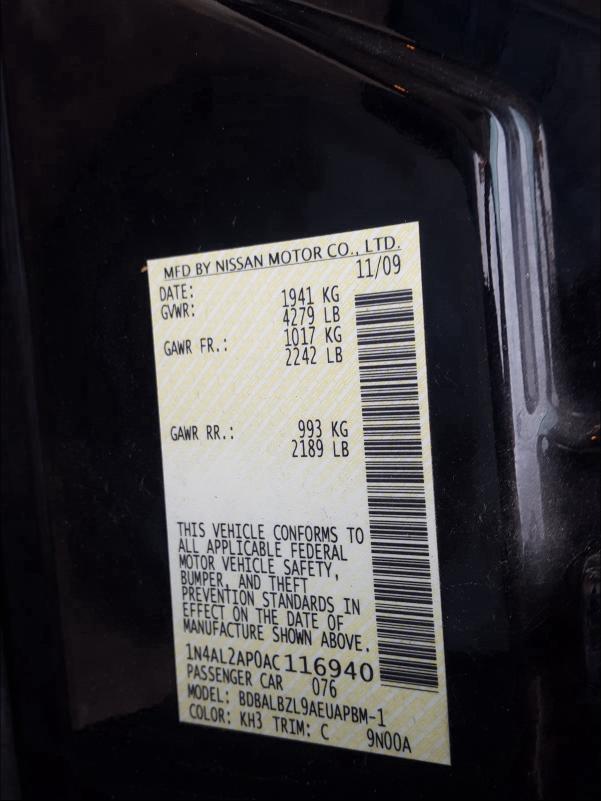 MFD BY NISSAN MOTOR CO., LTD.
DATE: 11/09
GVWR: 1941 KG
4279 LB
GAWR FR.: 1017 KG
2242 LB
GAWR RR.: 993 KG
2189 LB
THIS VEHICLE CONFORMS TO
ALL APPLICABLE FEDERAL
MOTOR VEHICLE SAFETY,
BUMPER, AND THEFT
PREVENTION STANDARDS IN
EFFECT ON THE DATE OF
MANUFACTURE SHOWN ABOVE.
1N4AL2AP0AC116940
PASSENGER CAR 076
MODEL: BDBALBZL9AEUAPBM-1
COLOR: KH3 TRIM: C 9N00A